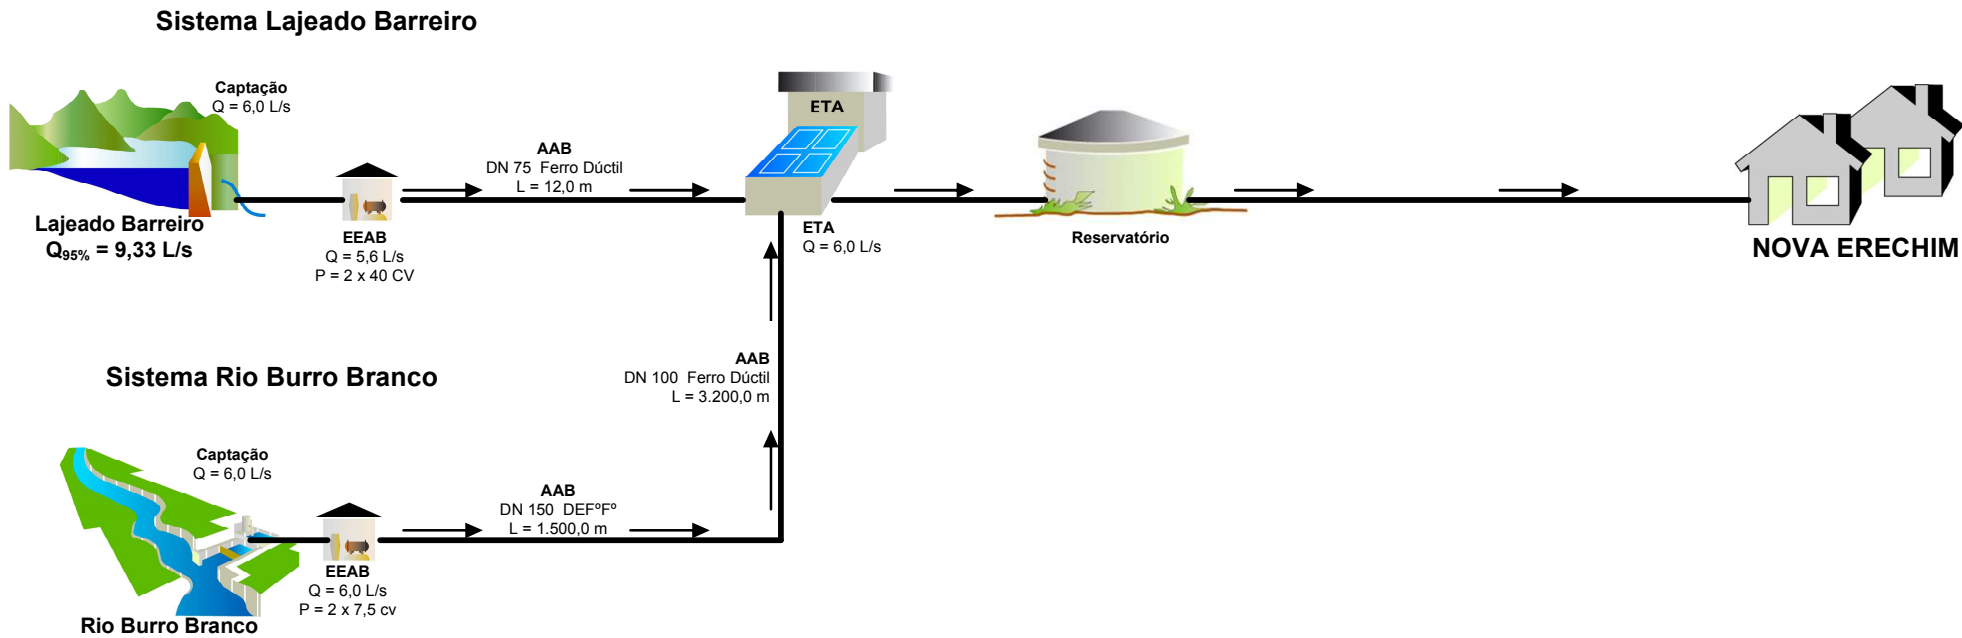 Sistema Lajeado Barreiro
Captação
Q = 6,0 L/s
Lajeado Barreiro
Q95% = 9,33 L/s
EEAB
Q = 5,6 L/s
P = 2 x 40 CV
AAB
DN 75  Ferro Dúctil
L = 12,0 m
ETA
ETA
Q = 6,0 L/s
Reservatório
NOVA ERECHIM
Sistema Rio Burro Branco
AAB
DN 100  Ferro Dúctil
L = 3.200,0 m
Captação
Q = 6,0 L/s
Rio Burro Branco
EEAB
Q = 6,0 L/s
P = 2 x 7,5 cv
AAB
DN 150  DEFºFº
L = 1.500,0 m